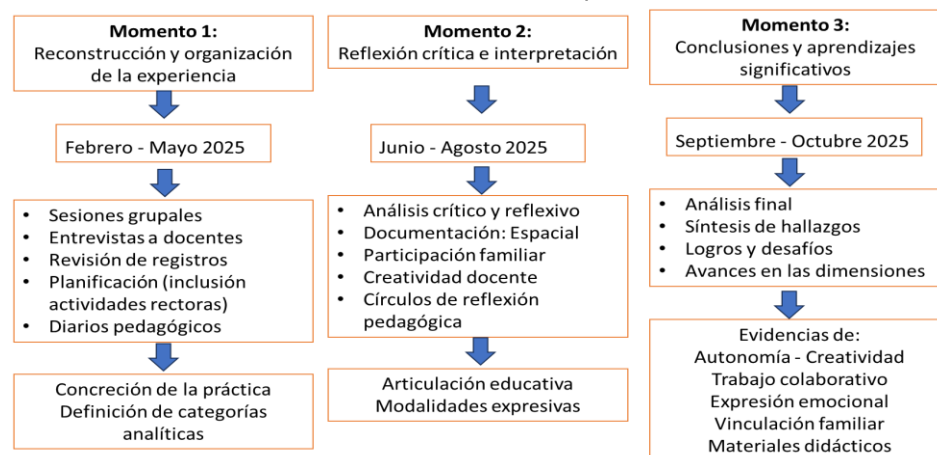 Momento 1:
Reconstrucción y organización
de la experiencia
Febrero - Mayo 2025
• Sesiones grupales
• Entrevistas a docentes
• Revisión de registros
• Planificación (inclusión
actividades rectoras)
• Diarios pedagógicos
Concreción de la práctica
Definición de categorías
analíticas
Momento 2:
Reflexión crítica e interpretación
Junio - Agosto 2025
• Análisis crítico y reflexivo
• Documentación: Espacial
• Participación familiar
• Creatividad docente
• Círculos de reflexión
pedagógica
Articulación educativa
Modalidades expresivas
Momento 3:
Conclusiones y aprendizajes
significativos
Septiembre - Octubre 2025
• Análisis final
• Síntesis de hallazgos
• Logros y desafíos
• Avances en las dimensiones
Evidencias de:
Autonomía - Creatividad
Trabajo colaborativo
Expresión emocional
Vinculación familiar
Materiales didácticos